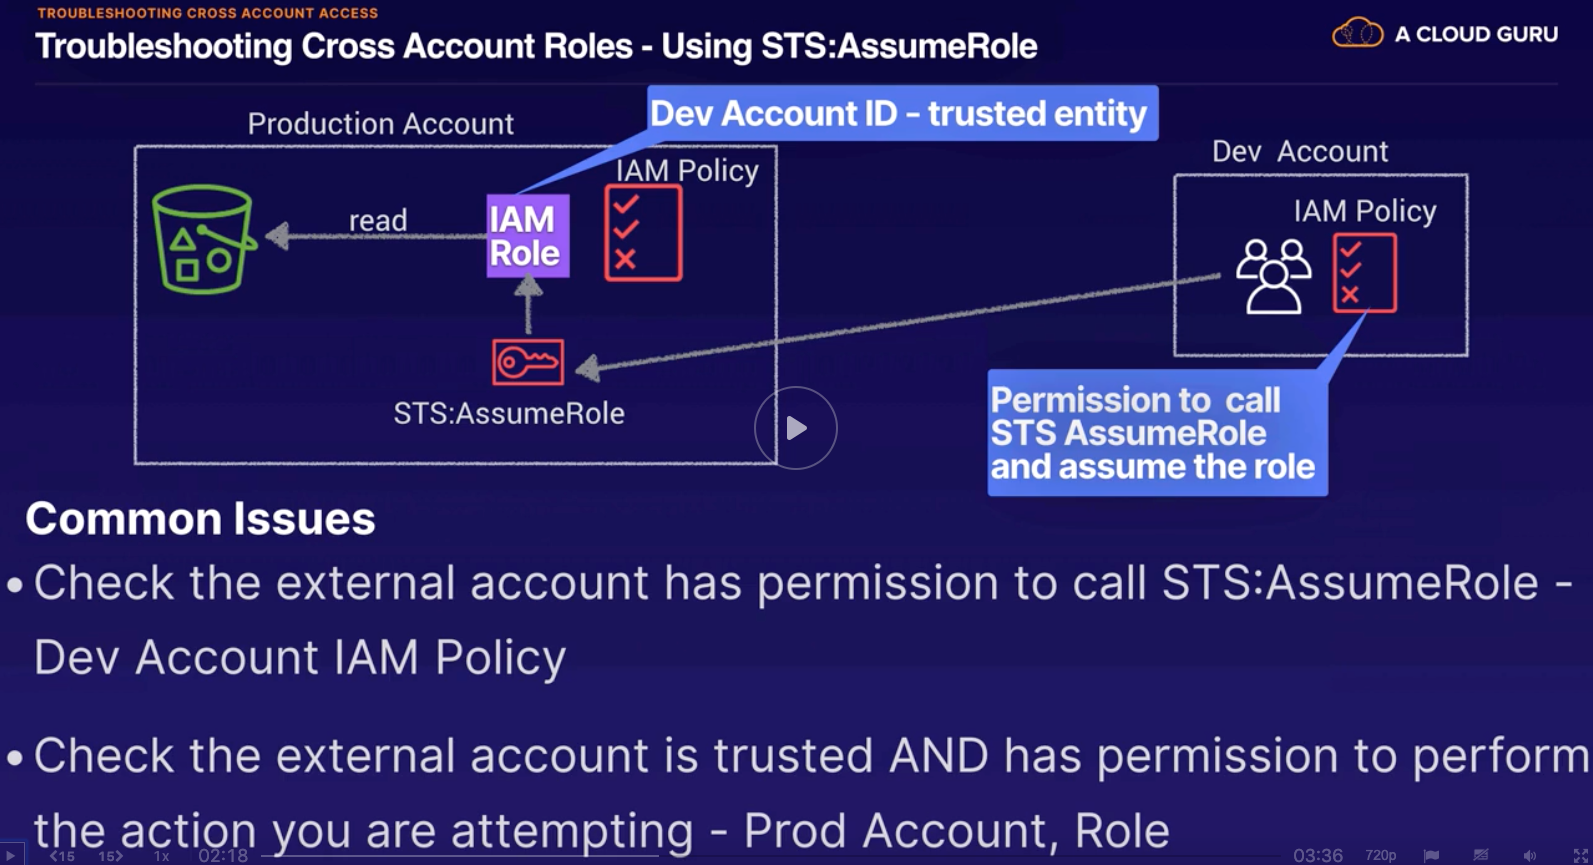 TROUBLESHOOTING CROSS ACCOUNT ACCESS
Troubleshooting Cross Account Roles - Using STS:AssumeRole
A CLOUD GURU
Production Account
Dev Account ID - trusted entity
IAM Policy
read
IAM
Role
STS:AssumeRole
Dev Account
IAM Policy
Permission to call
STS AssumeRole
and assume the role
Common Issues
• Check the external account has permission to call STS:AssumeRole -
Dev Account IAM Policy
• Check the external account is trusted AND has permission to perform
the action you are attempting - Prod Account, Role
<15 15> 1x 02:18 03:36 720p